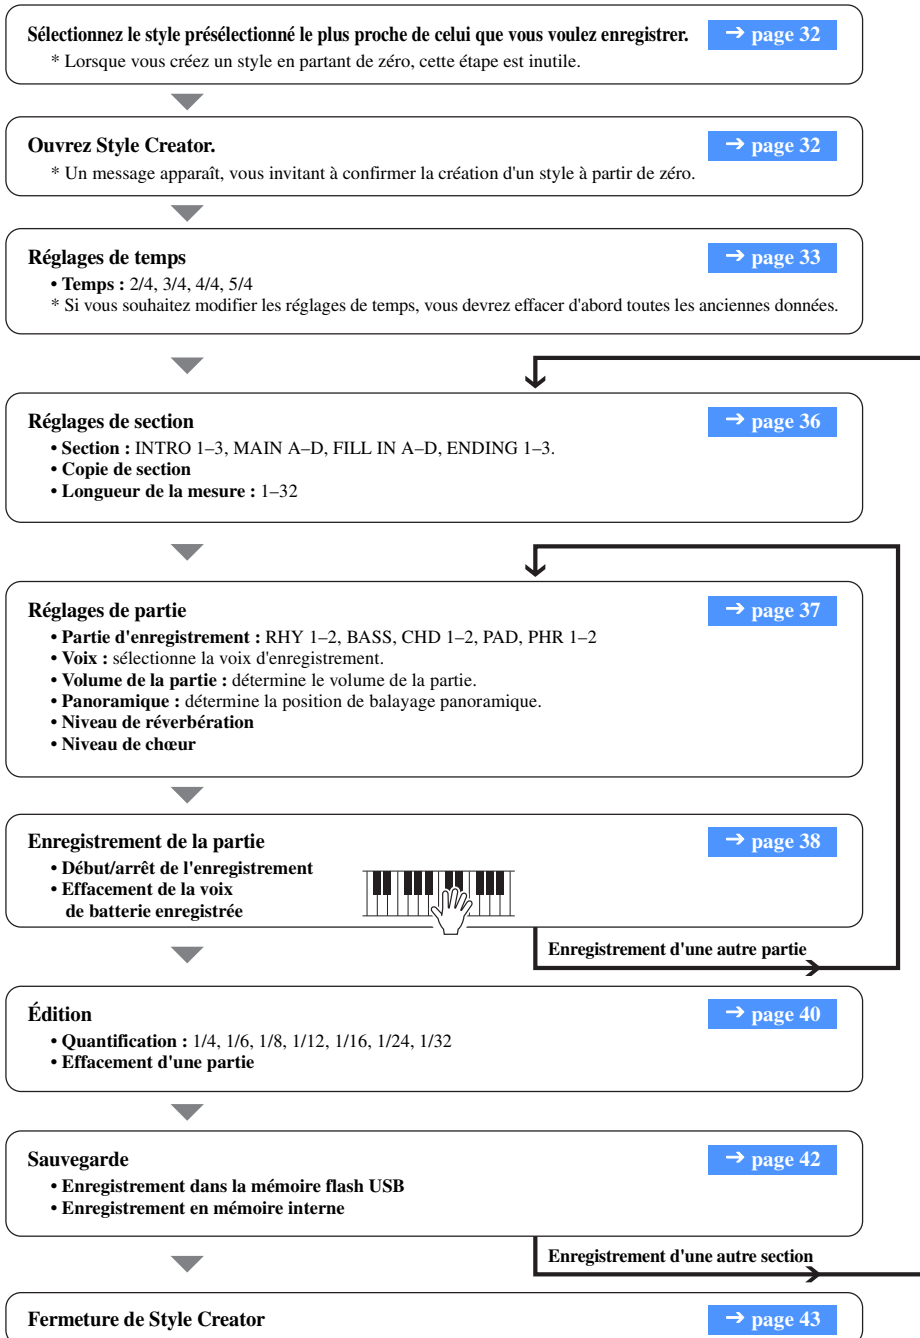 Sélectionnez le style présélectionné le plus proche de celui que vous voulez enregistrer. → page 32
* Lorsque vous créez un style en partant de zéro, cette étape est inutile.
Ouvrez Style Creator. → page 32
* Un message apparaît, vous invitant à confirmer la création d'un style à partir de zéro.
Réglages de temps → page 33
• Temps : 2/4, 3/4, 4/4, 5/4
* Si vous souhaitez modifier les réglages de temps, vous devrez effacer d'abord toutes les anciennes données.
Réglages de section → page 36
• Section : INTRO 1–3, MAIN A–D, FILL IN A–D, ENDING 1–3.
• Copie de section
• Longueur de la mesure : 1–32
Réglages de partie → page 37
• Partie d'enregistrement : RHY 1–2, BASS, CHD 1–2, PAD, PHR 1–2
• Voix : sélectionne la voix d'enregistrement.
• Volume de la partie : détermine le volume de la partie.
• Panoramique : détermine la position de balayage panoramique.
• Niveau de réverbération
• Niveau de chœur
Enregistrement de la partie → page 38
• Début/arrêt de l'enregistrement
• Effacement de la voix
de batterie enregistrée
Enregistrement d'une autre partie
Édition → page 40
• Quantification : 1/4, 1/6, 1/8, 1/12, 1/16, 1/24, 1/32
• Effacement d'une partie
Sauvegarde → page 42
• Enregistrement dans la mémoire flash USB
• Enregistrement en mémoire interne
Enregistrement d'une autre section
Fermeture de Style Creator → page 43